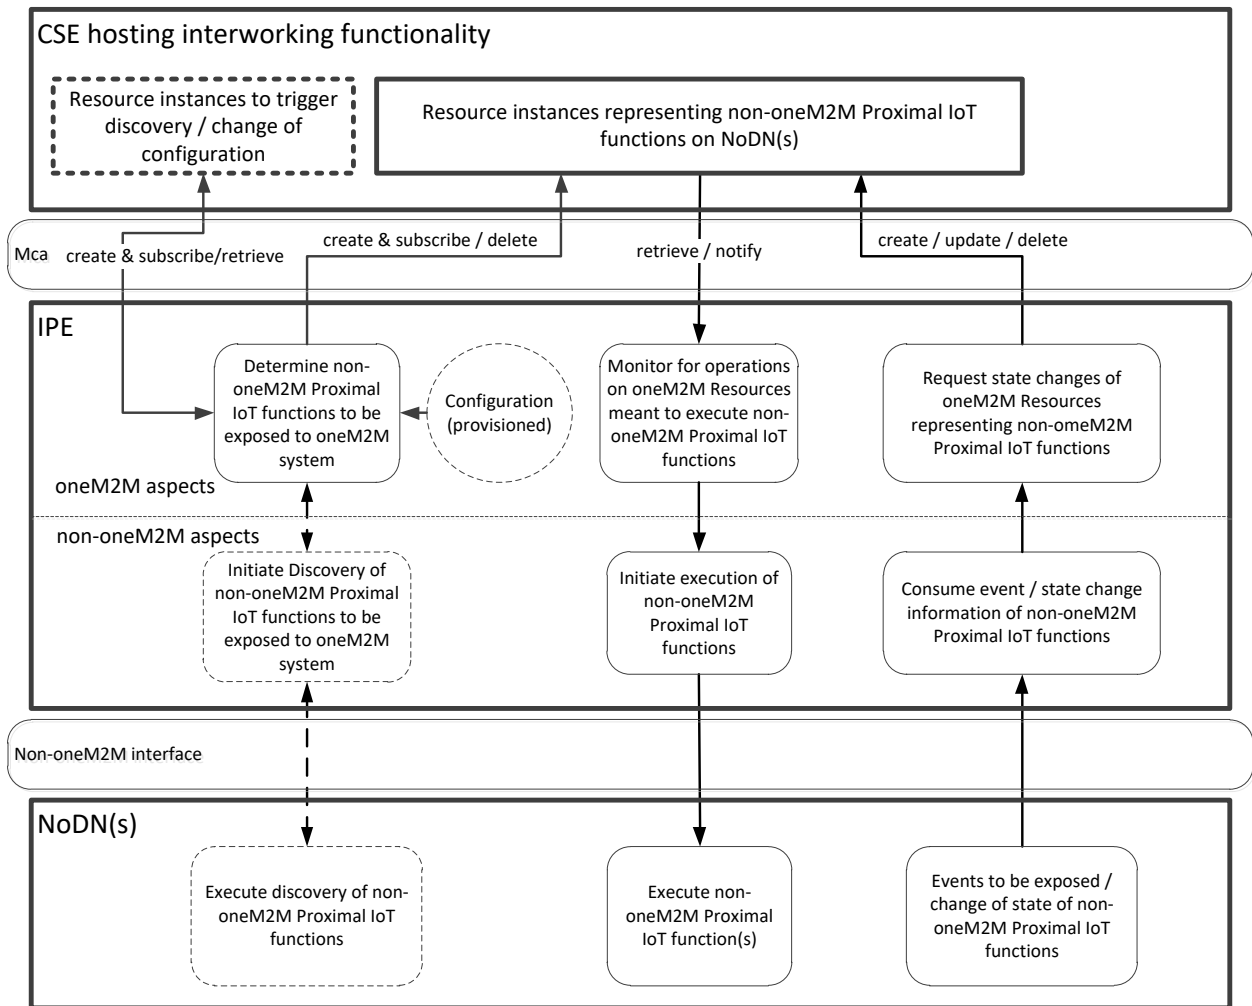 CSE hosting interworking functionality
Resource instances to trigger
discovery / change of
configuration
Resource instances representing non-oneM2M Proximal IoT
functions on NoDN(s)
Mca
create & subscribe/retrieve
create & subscribe / delete
retrieve / notify
create / update / delete
IPE
Determine non-
oneM2M Proximal
IoT functions to be
exposed to oneM2M
system
Configuration
(provisioned)
Monitor for operations
on oneM2M Resources
meant to execute non-
oneM2M Proximal IoT
functions
Request state changes of
oneM2M Resources
representing non-omeM2M
Proximal IoT functions
oneM2M aspects
non-oneM2M aspects
Initiate Discovery of
non-oneM2M Proximal
IoT functions to be
exposed to oneM2M
system
Initiate execution of
non-oneM2M
Proximal IoT
functions
Consume event / state change
information of non-oneM2M
Proximal IoT functions
Non-oneM2M interface
NoDN(s)
Execute discovery of non-
oneM2M Proximal IoT
functions
Execute non-
oneM2M Proximal
IoT function(s)
Events to be exposed /
change of state of non-
oneM2M Proximal IoT
functions